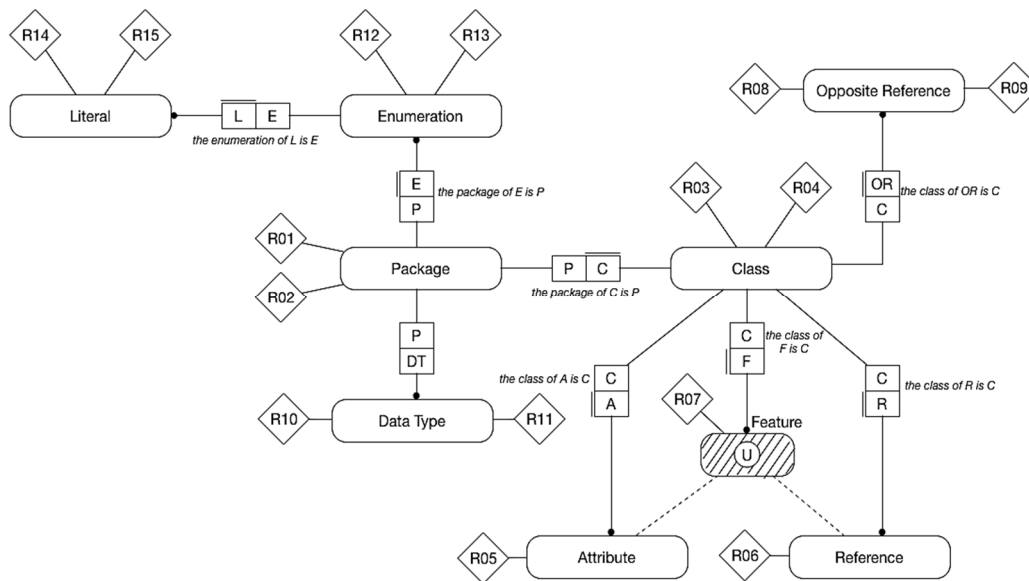 R14
R15
R12
R13
Literal
L E
the enumeration of L is E
Enumeration
R08
Opposite Reference
R09
E
P
the package of E is P
R03
R04
OR
C
the class of OR is C
R01
R02
Package
P C
the package of C is P
Class
P
DT
C
A
the class of A is C
C
F
the class of
F is C
C
R
the class of R is C
R10
Data Type
R11
R07
Feature
U
R05
Attribute
R06
Reference